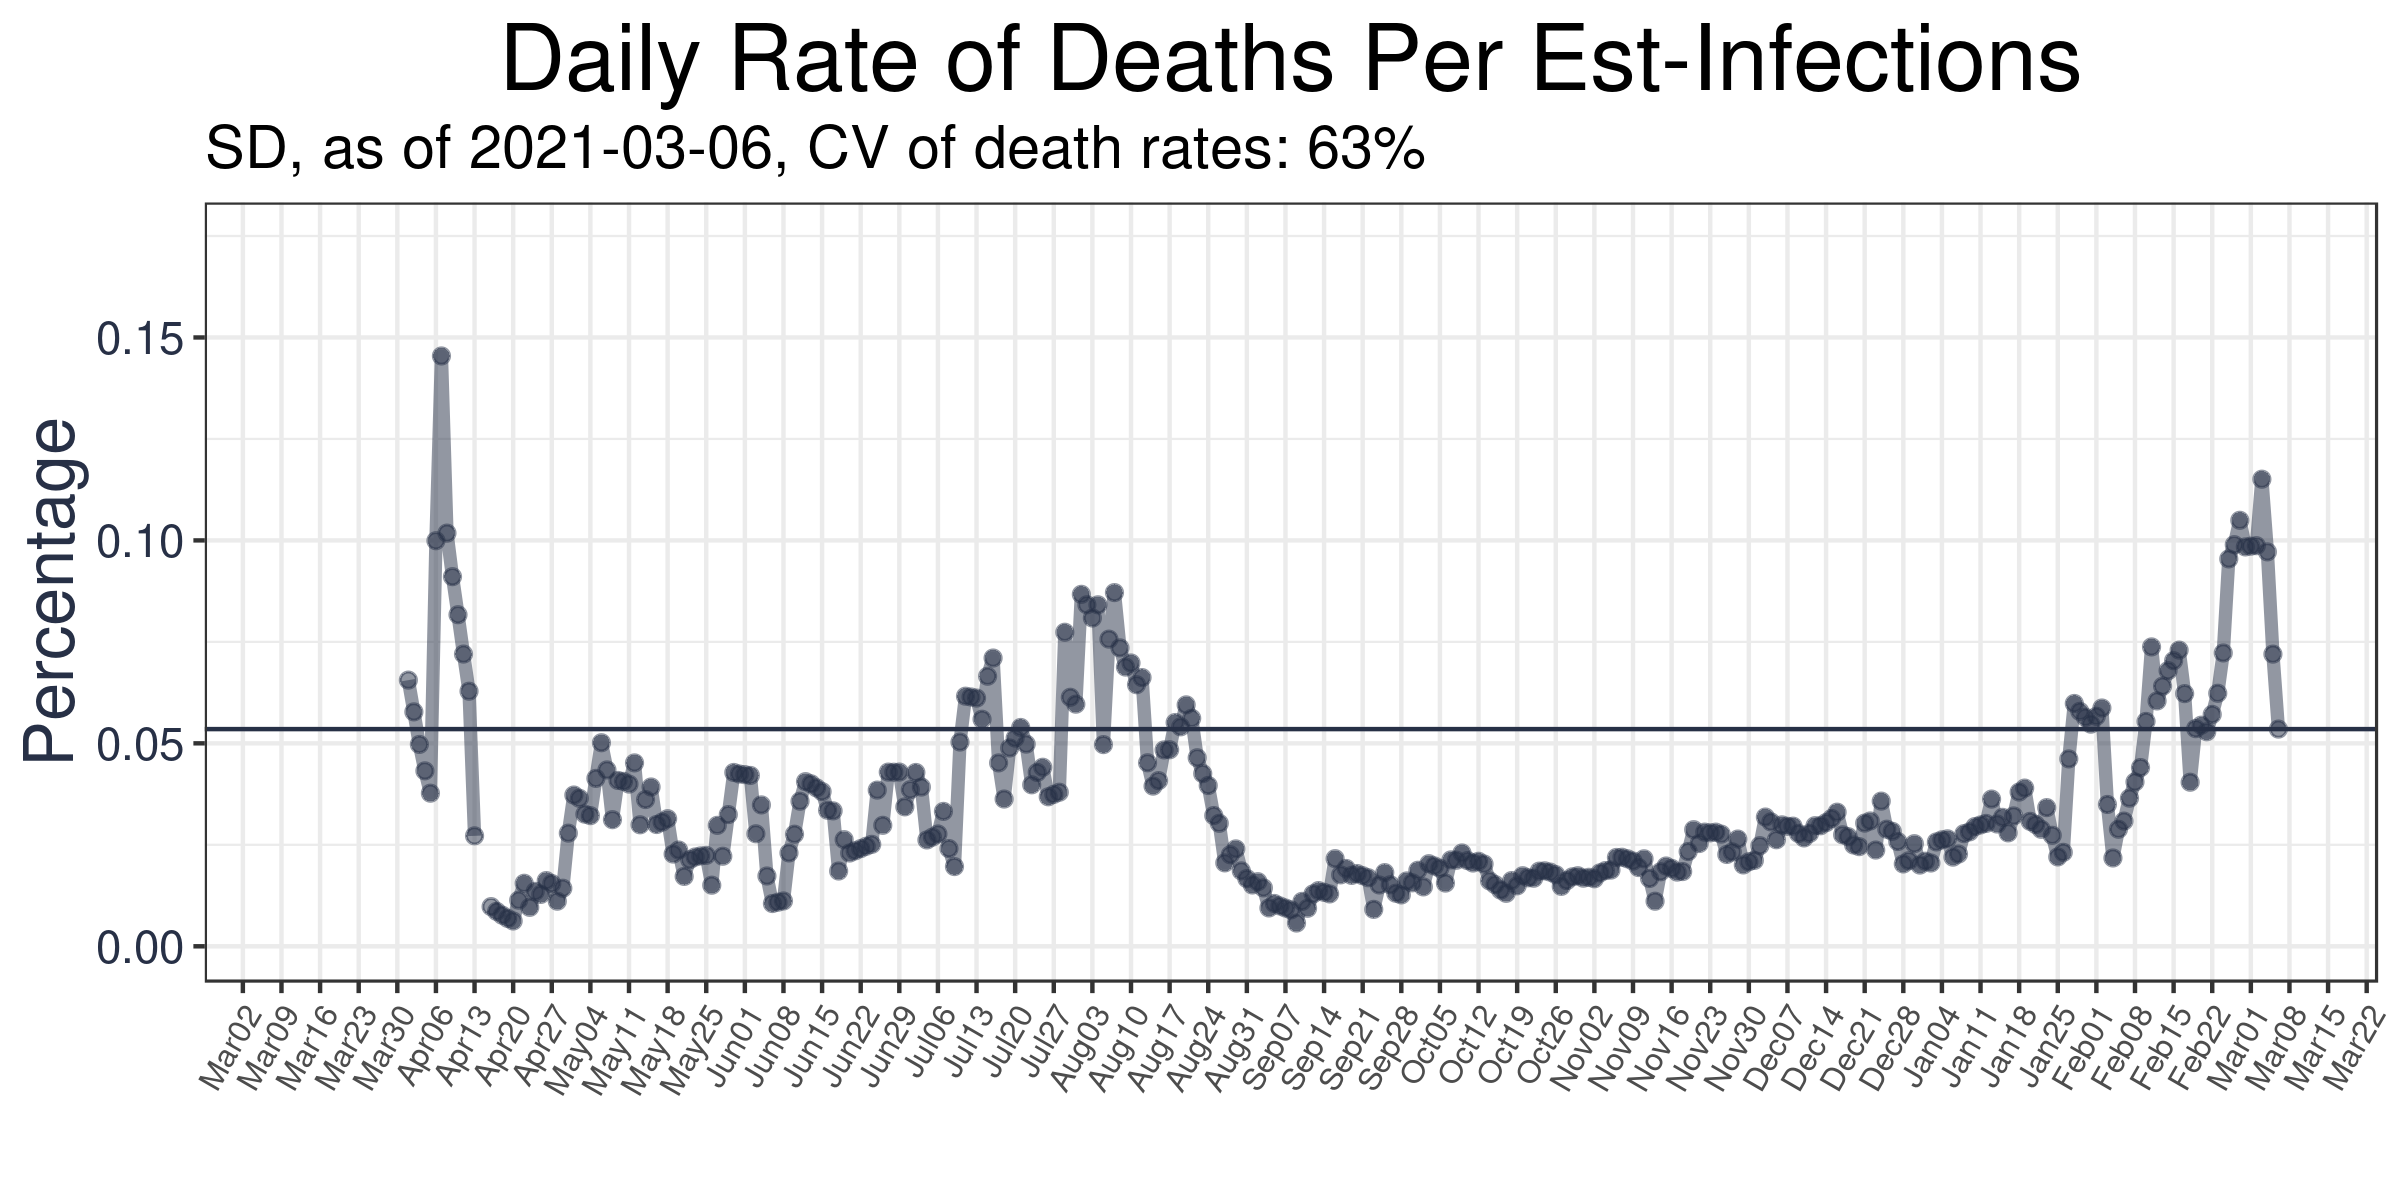 Daily Rate of Deaths Per Est-Infections
SD, as of 2021-03-06, CV of death rates: 63%
Percentage
0.15
0.10
0.05
0.00
Mar02
Mar09
Mar16
Mar23
Mar30
Apr06
Apr13
Apr20
Apr27
May04
May11
May18
May25
Jun01
Jun08
Jun15
Jun22
Jun29
Jul06
Jul13
Jul20
Jul27
Aug03
Aug10
Aug17
Aug24
Aug31
Sep07
Sep14
Sep21
Sep28
Oct05
Oct12
Oct19
Oct26
Nov02
Nov09
Nov16
Nov23
Nov30
Dec07
Dec14
Dec21
Dec28
Jan04
Jan11
Jan18
Jan25
Feb01
Feb08
Feb15
Feb22
Mar01
Mar08
Mar15
Mar22